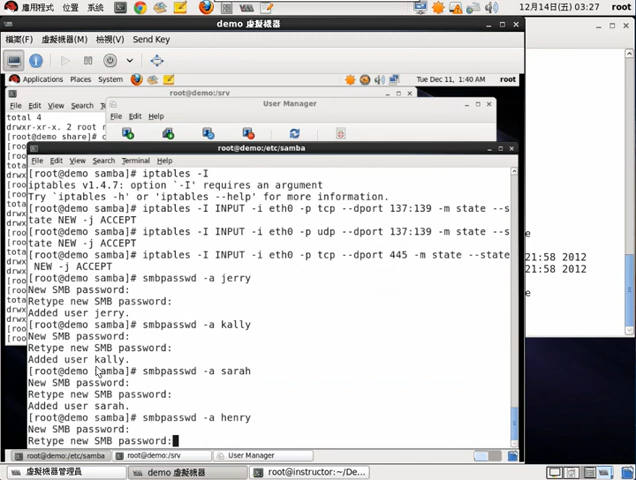 應用程式 位置 系統
12月14日(五) 03:27 root
demo 虛擬機器
檔案(F) 虛擬機器(M) 檢視(V) Send Key
Applications Places System
Tue Dec 11, 1:40 AM root
root@demo:/srv
File Edit View Search
User Manager
File Edit Help
total 4
[root@demo share]#
root@demo:/etc/samba
File Edit View Search Terminal Help
[root@demo samba]# iptables -I
iptables v1.4.7: option `-I' requires an argument
Try `iptables -h' or 'iptables --help' for more information.
[root@demo samba]# iptables -I INPUT -i eth0 -p tcp --dport 137:139 -m state --s
tate NEW -j ACCEPT
[root@demo samba]# iptables -I INPUT -i eth0 -p udp --dport 137:139 -m state --s
tate NEW -j ACCEPT
[root@demo samba]# iptables -I INPUT -i eth0 -p tcp --dport 445 -m state --state
 NEW -j ACCEPT
[root@demo samba]# smbpasswd -a jerry
New SMB password:
Retype new SMB password:
Added user jerry.
[root@demo samba]# smbpasswd -a kally
New SMB password:
Retype new SMB password:
Added user kally.
[root@demo samba]# smbpasswd -a sarah
New SMB password:
Retype new SMB password:
Added user sarah.
[root@demo samba]# smbpasswd -a henry
New SMB password:
Retype new SMB password:
21:58 2012
21:58 2012
root@demo:/etc/samba root@demo:/srv User Manager
虛擬機器管理員 demo 虛擬機器 root@instructor:~/De...